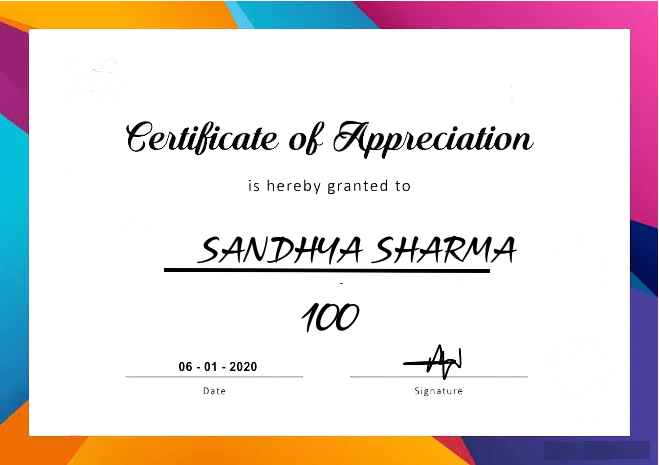 Certificate of Appreciation
is hereby granted to
SANDHYA SHARMA
100
06 - 01 - 2020
Date
Signature